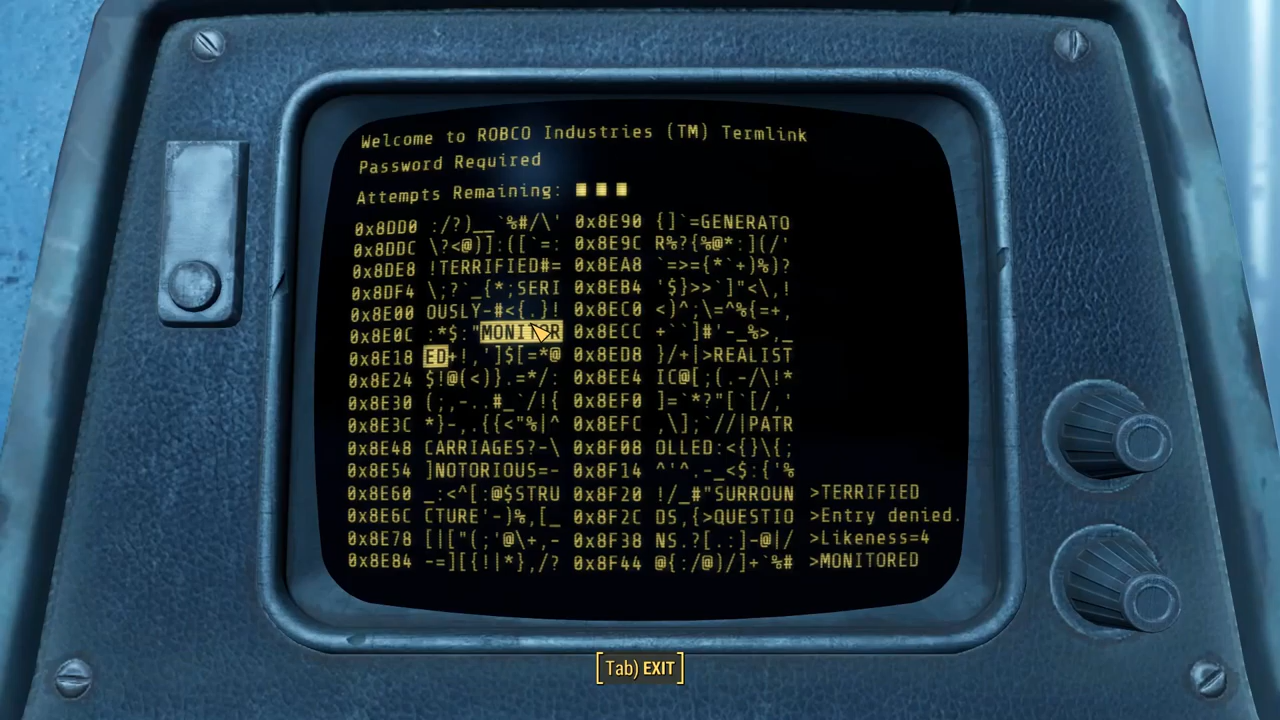 Welcome to ROBCO Industries (TM) Termlink
Password Required
Attempts Remaining: ■ ■ ■
0x8DD0 :/?)__`%#/\' 0x8E90 {]`=GENERATO
0x8DDC \?<@)]:([`=: 0x8E9C R%?{%@*:](/'
0x8DE8 !TERRIFIED#= 0x8EA8 `=>={*`+)%)?
0x8DF4 \;?`_{*;SERI 0x8EB4 '$}>>`]"<\,!
0x8E00 OUSLY-#<{.}! 0x8EC0 <)^;\=^%{=+,
0x8E0C :*$:"MONITOR 0x8ECC +``]#'-_%>,_
0x8E18 ED+!,']$[=*@ 0x8ED8 }/+|>REALIST
0x8E24 $!@(<)}.=*/: 0x8EE4 IC@[;(.-/\!*
0x8E30 (;,-..#_`/!{ 0x8EF0 ]=`*?"[`[/,'
0x8E3C *}-,.{{<"%|^ 0x8EFC ,\];`//|PATR
0x8E48 CARRIAGES?-\ 0x8F08 OLLED:<{}\{;
0x8E54 ]NOTORIOUS=- 0x8F14 ^'^.-_<$:{'%
0x8E60 _:<^[:@$STRU 0x8F20 !/_#"SURROUN >TERRIFIED
0x8E6C CTURE'-)%,[_ 0x8F2C DS,{>QUESTIO >Entry denied.
0x8E78 [|["(;'@\+,- 0x8F38 NS.?[.:]-@|/ >Likeness=4
0x8E84 -=][{!|*},/? 0x8F44 @{:/@)/]+`%# >MONITORED
[Tab) EXIT]